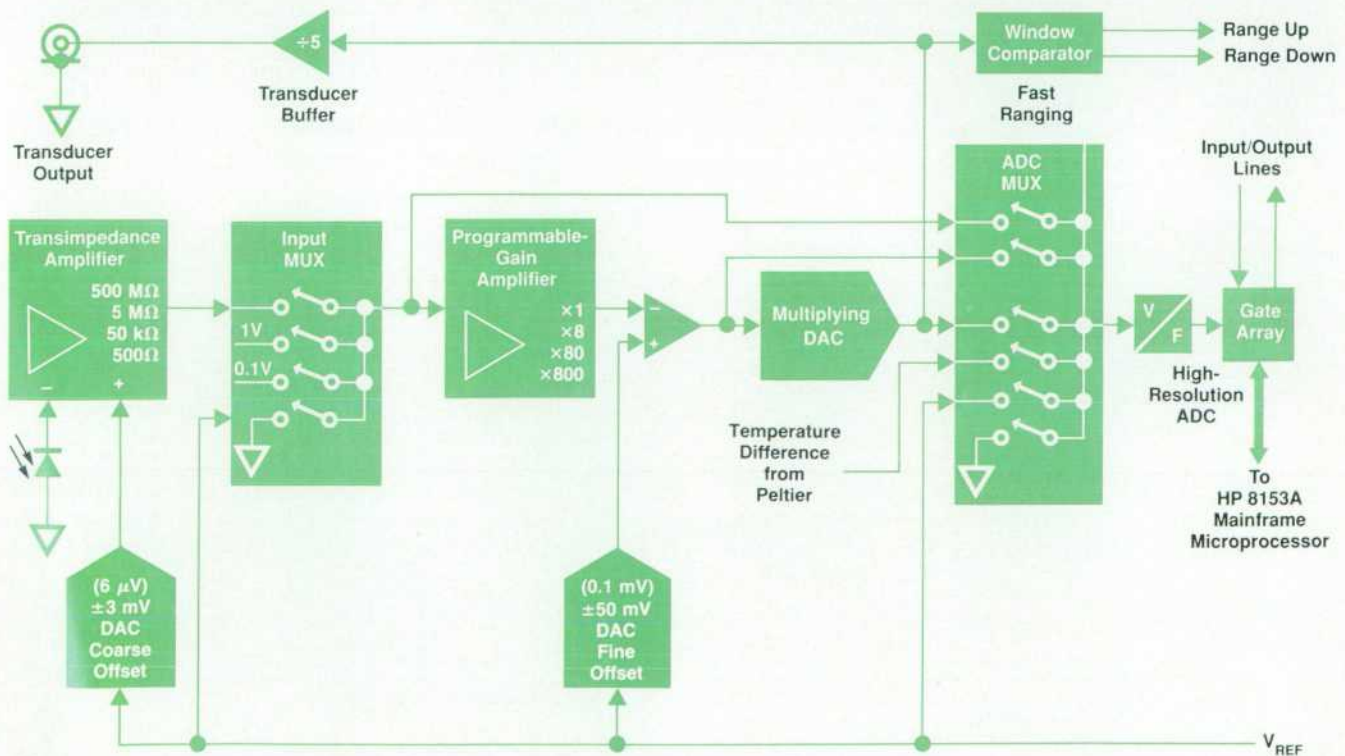 ÷5
Transducer
Buffer
Transducer
Output
Window
Comparator
Fast
Ranging
Range Up
Range Down
Input/Output
Lines
Transimpedance
Amplifier
500 MΩ
5 MΩ
50 kΩ
500Ω
−
+
Input
MUX
1V
0.1V
Programmable-
Gain
Amplifier
×1
×8
×80
×800
−
+
Multiplying
DAC
ADC
MUX
V
F
High-
Resolution
ADC
Gate
Array
Temperature
Difference
from
Peltier
To
HP 8153A
Mainframe
Microprocessor
(6 μV)
±3 mV
DAC
Coarse
Offset
(0.1 mV)
±50 mV
DAC
Fine
Offset
VREF